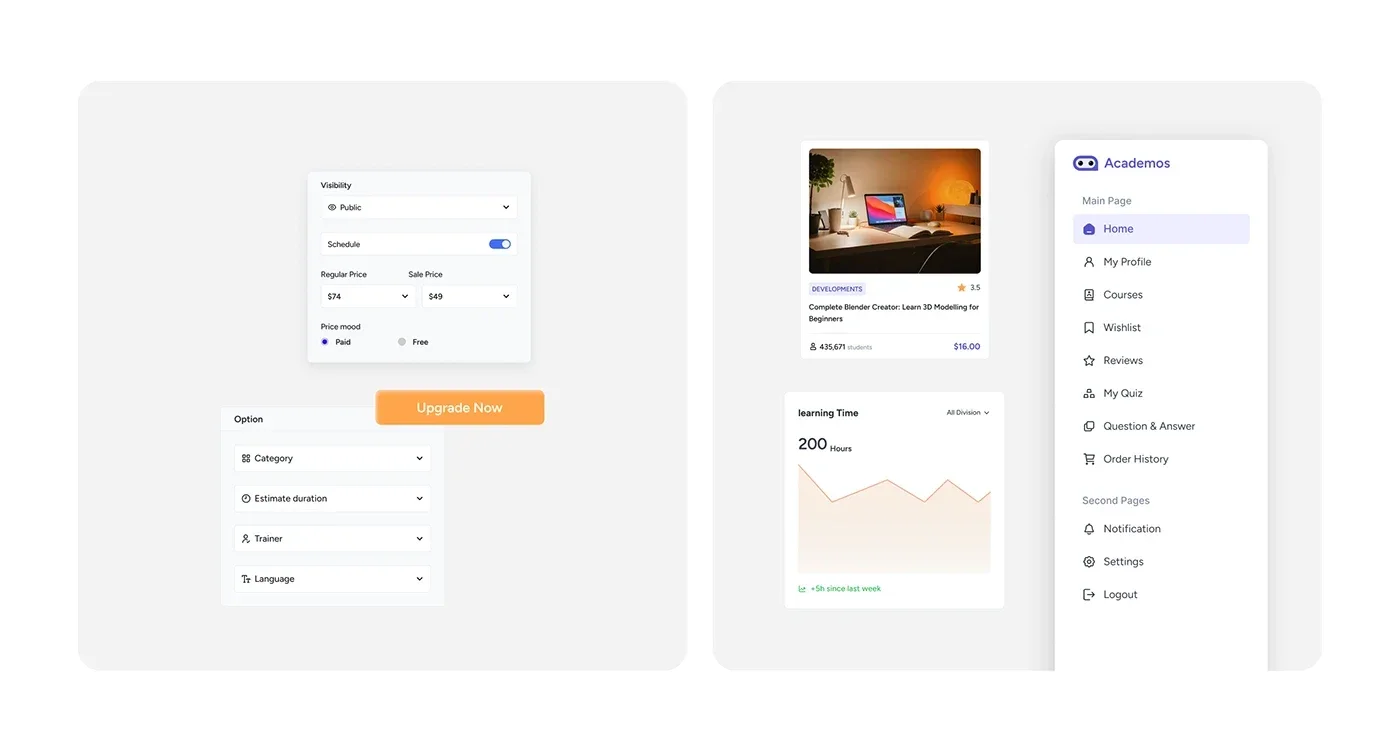 Visibility
Public
Schedule
Regular Price Sale Price
$74 $49
Price mood
Paid Free
Upgrade Now
Option
Category
Estimate duration
Trainer
Language
DEVELOPMENTS 3.5
Complete Blender Creator: Learn 3D Modelling for
Beginners
435,671 students $16.00
learning Time All Division
200 Hours
+5h since last week
Academos
Main Page
Home
My Profile
Courses
Wishlist
Reviews
My Quiz
Question & Answer
Order History
Second Pages
Notification
Settings
Logout